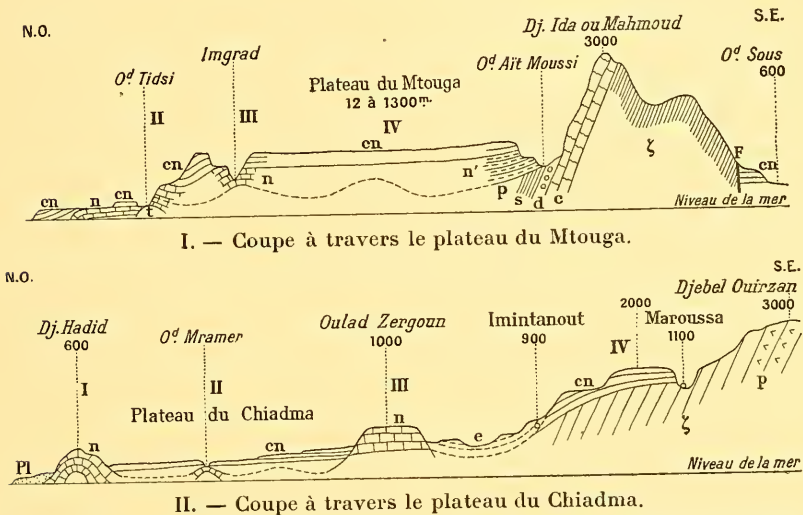 N.O.
S.E.
Dj. Ida ou Mahmoud
3000
Imgrad
Oᵈ Tidsi
Oᵈ Aït Moussi
Oᵈ Sous
600
Plateau du Mtouga
12 à 1300ᵐ.
II
III
IV
cn
cn
cn
n
cn
t
n
n'
p
s
d
c
ζ
F
cn
Niveau de la mer
I. — Coupe à travers le plateau du Mtouga.
N.O.
S.E.
Djebel Ouirzan
3000
Dj. Hadid
600
Oᵈ Mramer
Oulad Zergoun
1000
Imintanout
900
2000
Maroussa
1100
I
II
III
IV
Plateau du Chiadma
Pl
n
cn
n
e
cn
ζ
p
Niveau de la mer
II. — Coupe à travers le plateau du Chiadma.